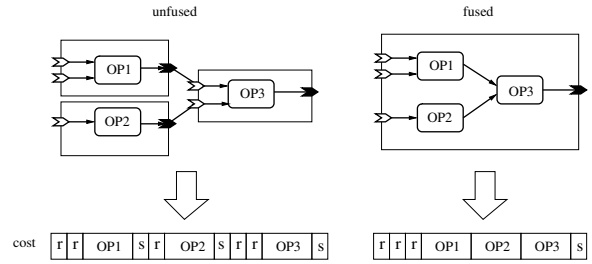 unfused fused
OP1 OP3 OP2
OP1 OP3 OP2
cost r r OP1 s r OP2 s r r OP3 s
r r r OP1 OP2 OP3 s